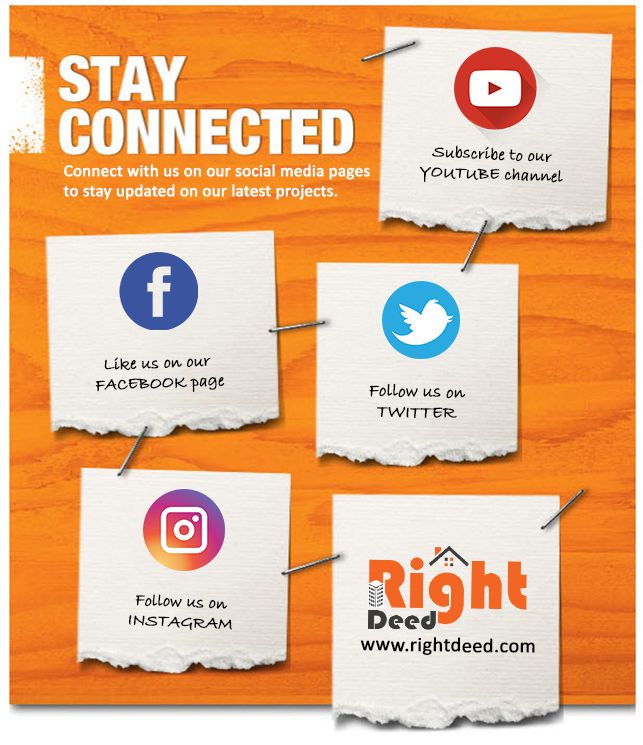 STAY
CONNECTED
Connect with us on our social media pages
to stay updated on our latest projects.
Subscribe to our
YOUTUBE channel
Like us on our
FACEBOOK page
Follow us on
TWITTER
Follow us on
INSTAGRAM
Right
Deed
www.rightdeed.com